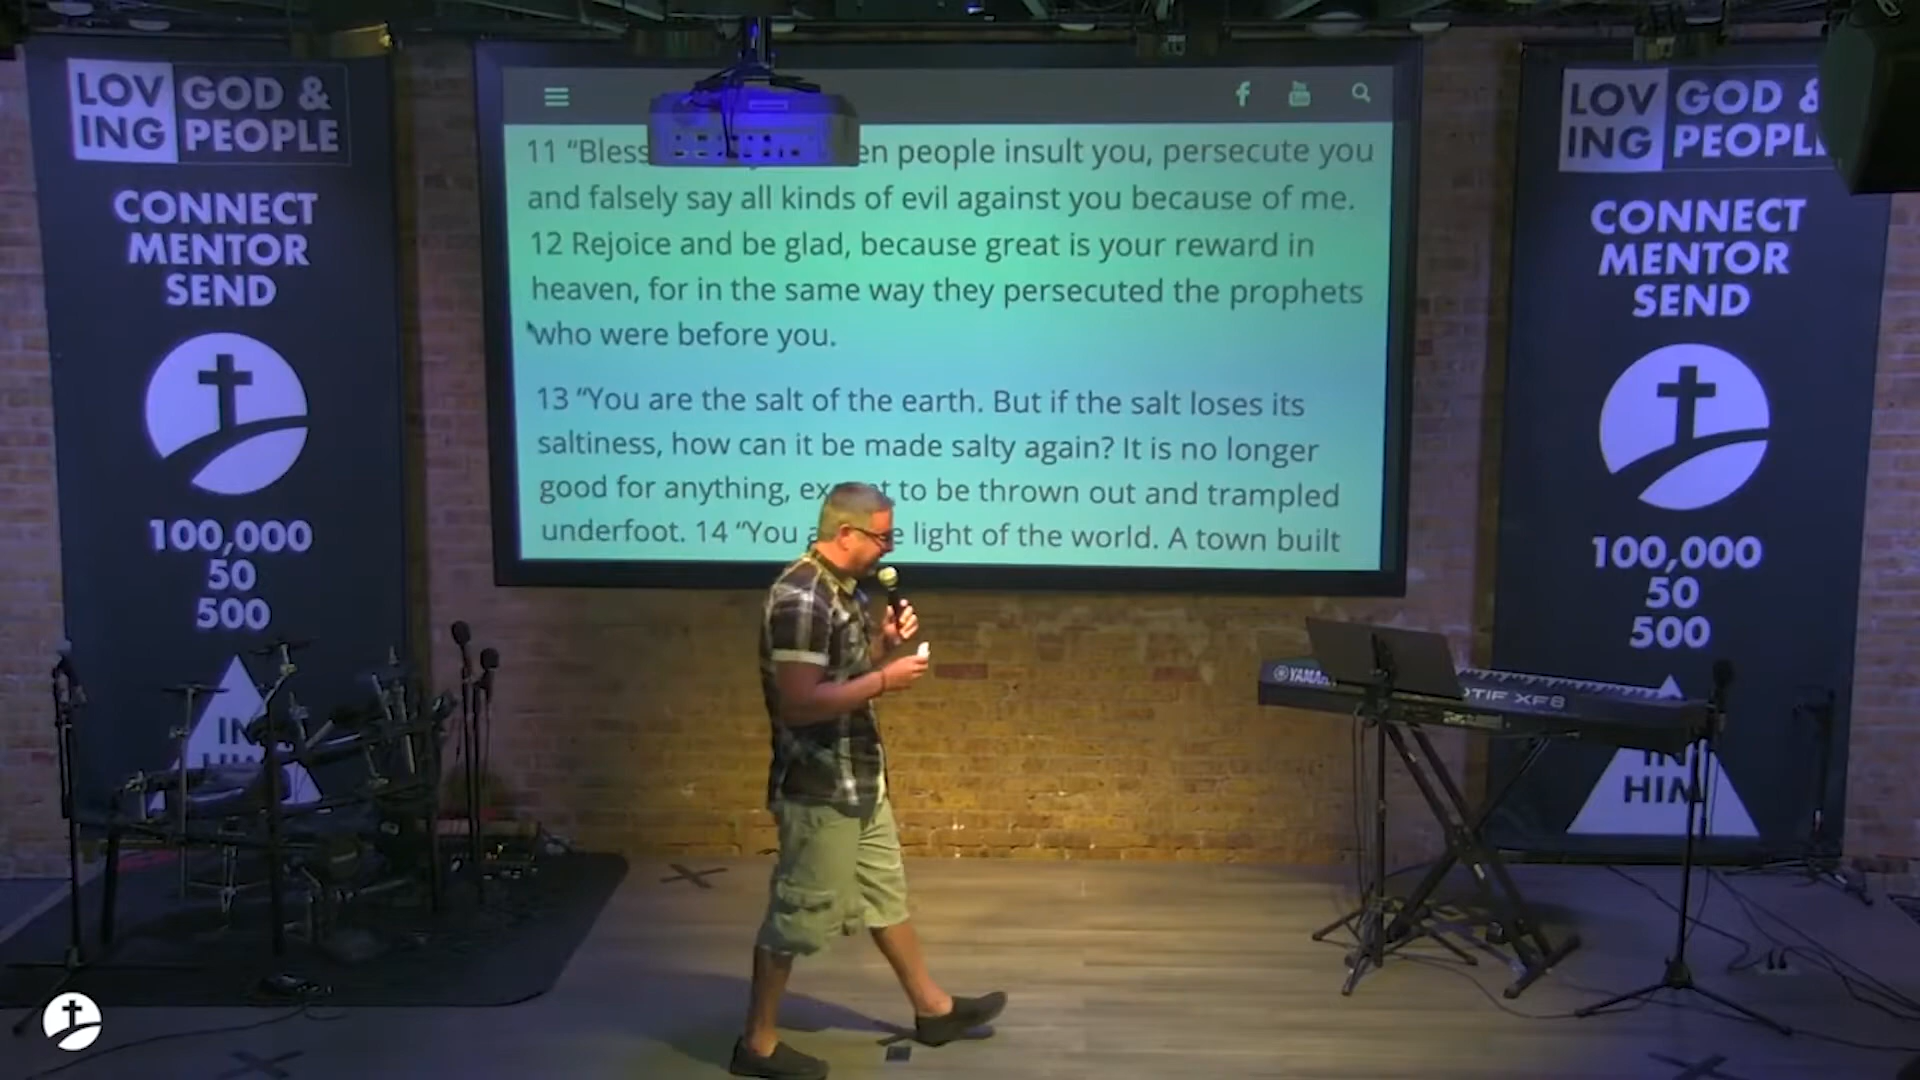 LOV
ING
GOD &
PEOPLE
CONNECT
MENTOR
SEND
100,000
50
500
IN
11 “Bless en people insult you, persecute you
and falsely say all kinds of evil against you because of me.
12 Rejoice and be glad, because great is your reward in
heaven, for in the same way they persecuted the prophets
who were before you.
13 “You are the salt of the earth. But if the salt loses its
saltiness, how can it be made salty again? It is no longer
good for anything, ex t to be thrown out and trampled
underfoot. 14 “You light of the world. A town built
LOV
ING
GOD &
PEOPL
CONNECT
MENTOR
SEND
100,000
50
500
IN
HIM
YAMA
OTIF XF8